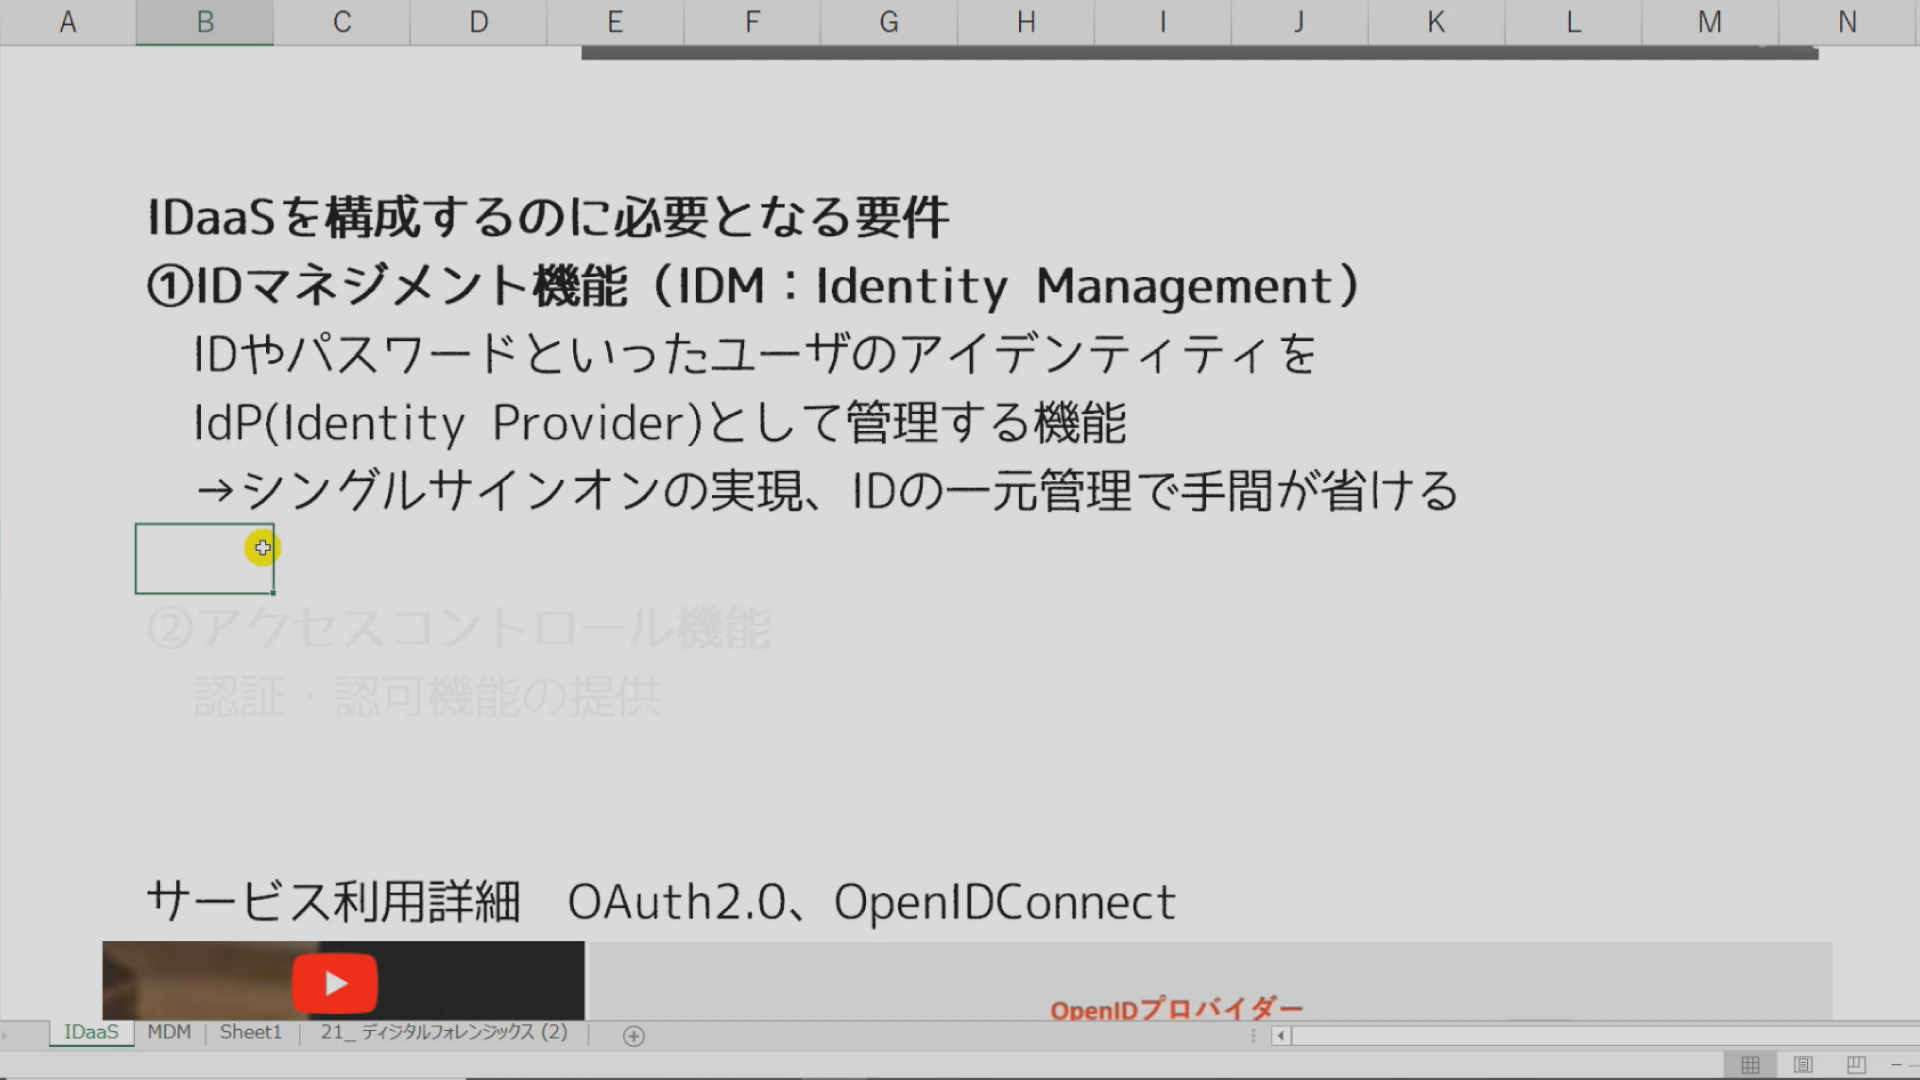 A B C D E F G H I J K L M N
IDaaSを構成するのに必要となる要件
①IDマネジメント機能（IDM：Identity Management）
IDやパスワードといったユーザのアイデンティティを
IdP(Identity Provider)として管理する機能
→シングルサインオンの実現、IDの一元管理で手間が省ける
②アクセスコントロール機能
認証・認可機能の提供
サービス利用詳細　OAuth2.0、OpenIDConnect
OpenIDプロバイダー
IDaaS MDM Sheet1 21_ディジタルフォレンジックス (2)